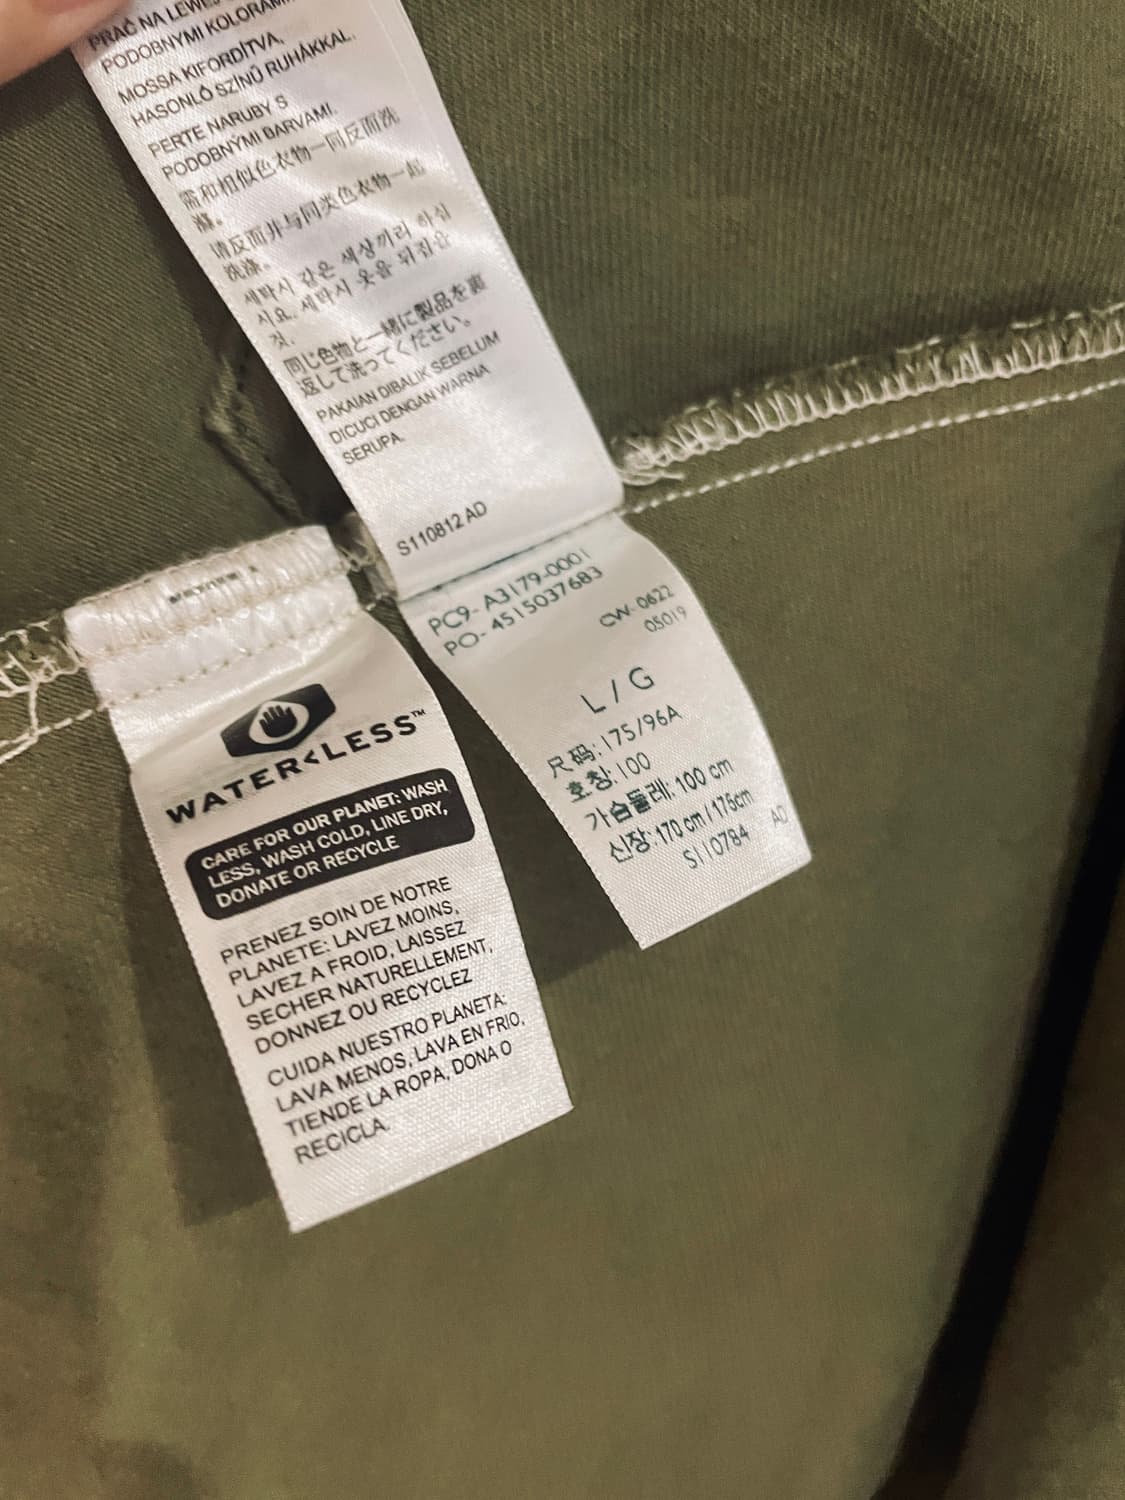 PRAĆ NA LEWEJ
PODOBNYMI KOLORAMI.
MOSSA KIFORDÍTVA,
HASONLÓ SZÍNŰ RUHÁKKAL.
PERTE NARUBY S
PODOBNÝMI BARVAMI.
需和相似色衣物一同反面洗
滌。
请反面并与同类色衣物一起
洗涤。
세탁시 같은 색상끼리 하십
시요. 세탁시 옷을 뒤집을
것.
同じ色物と一緒に製品を裏
返して洗ってください。
PAKAIAN DIBALIK SEBELUM
DICUCI DENGAN WARNA
SERUPA.
S110812 AD
PC9- A3179-0001
PO- 4515037683
CW- 0622
05019
L / G
尺码: 175/96A
호칭: 100
가슴둘레: 100 cm
신장: 170 cm / 176cm
S110784 AD
WATER<LESS™
CARE FOR OUR PLANET: WASH
LESS, WASH COLD, LINE DRY,
DONATE OR RECYCLE
PRENEZ SOIN DE NOTRE
PLANETE: LAVEZ MOINS,
LAVEZ A FROID, LAISSEZ
SECHER NATURELLEMENT,
DONNEZ OU RECYCLEZ
CUIDA NUESTRO PLANETA:
LAVA MENOS, LAVA EN FRIO,
TIENDE LA ROPA, DONA O
RECICLA.